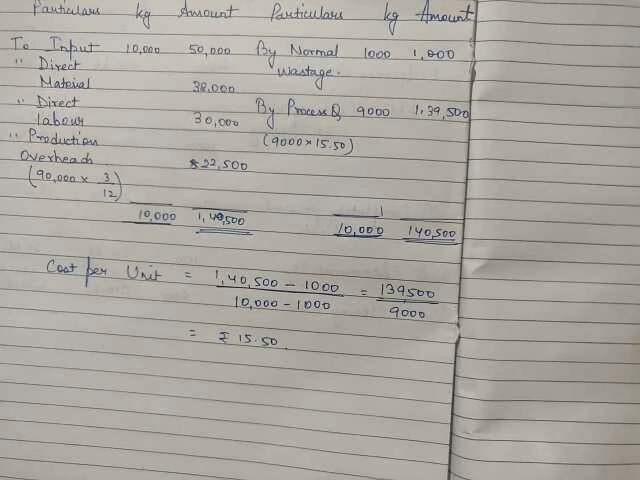 Particulars kg Amount Particulars kg Amount
To Input 10,000 50,000 By Normal 1000 1,000
" Direct Wastage.
Material 38,000
" Direct By Process Q 9000 1,39,500
labour 30,000
" Production (9000 × 15.50)
Overheads 22,500
(90,000 × 3/12)
10,000 1,40,500 10,000 140,500
Cost per Unit = 1,40,500 - 1000 / 10,000 - 1000 = 139500 / 9000
= ₹ 15.50.